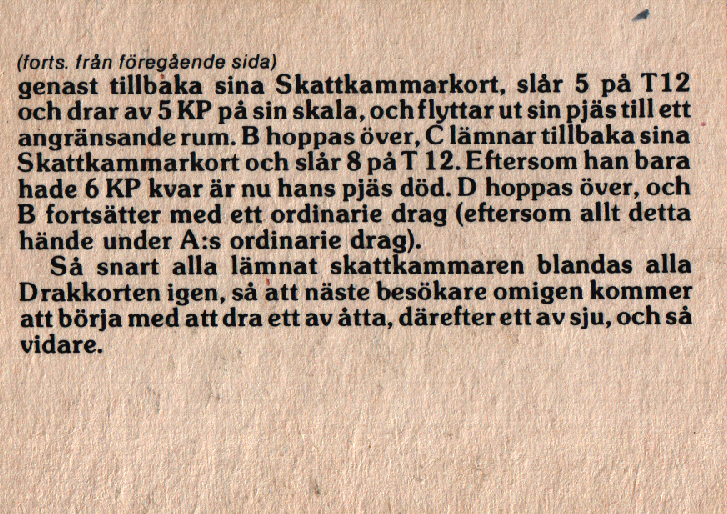 (forts. från föregående sida)
genast tillbaka sina Skattkammarkort, slår 5 på T12
och drar av 5 KP på sin skala, och flyttar ut sin pjäs till ett
angränsande rum. B hoppas över, C lämnar tillbaka sina
Skattkammarkort och slår 8 på T 12. Eftersom han bara
hade 6 KP kvar är nu hans pjäs död. D hoppas över, och
B fortsätter med ett ordinarie drag (eftersom allt detta
hände under A:s ordinarie drag).
Så snart alla lämnat skattkammaren blandas alla
Drakkorten igen, så att näste besökare omigen kommer
att börja med att dra ett av åtta, därefter ett av sju, och så
vidare.